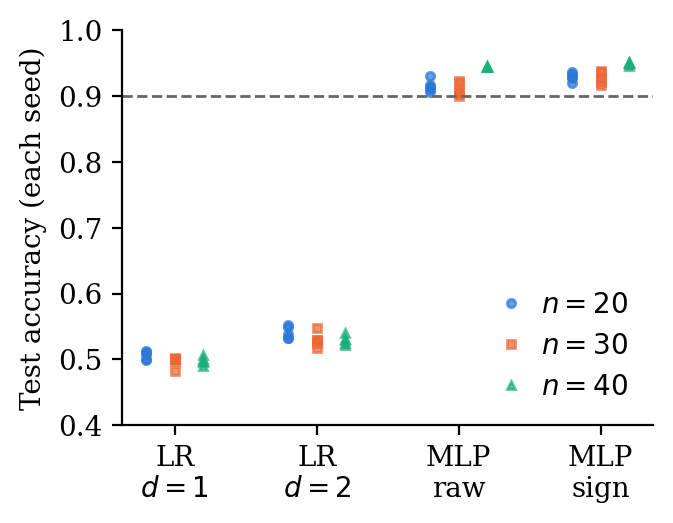 Test accuracy (each seed)
1.0
0.9
0.8
0.7
0.6
0.5
0.4
n = 20
n = 30
n = 40
LR
d = 1
LR
d = 2
MLP
raw
MLP
sign